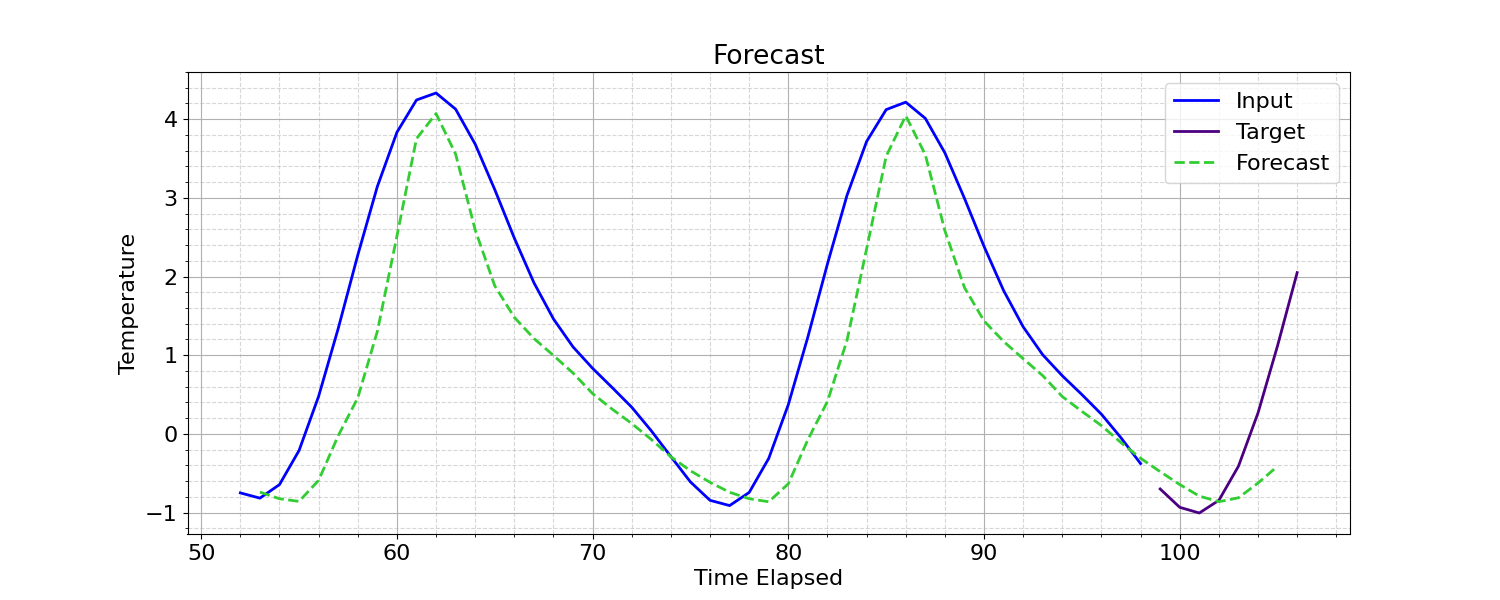 Forecast
Temperature
4
3
2
1
0
−1
50 60 70 80 90 100
Time Elapsed
Input
Target
Forecast